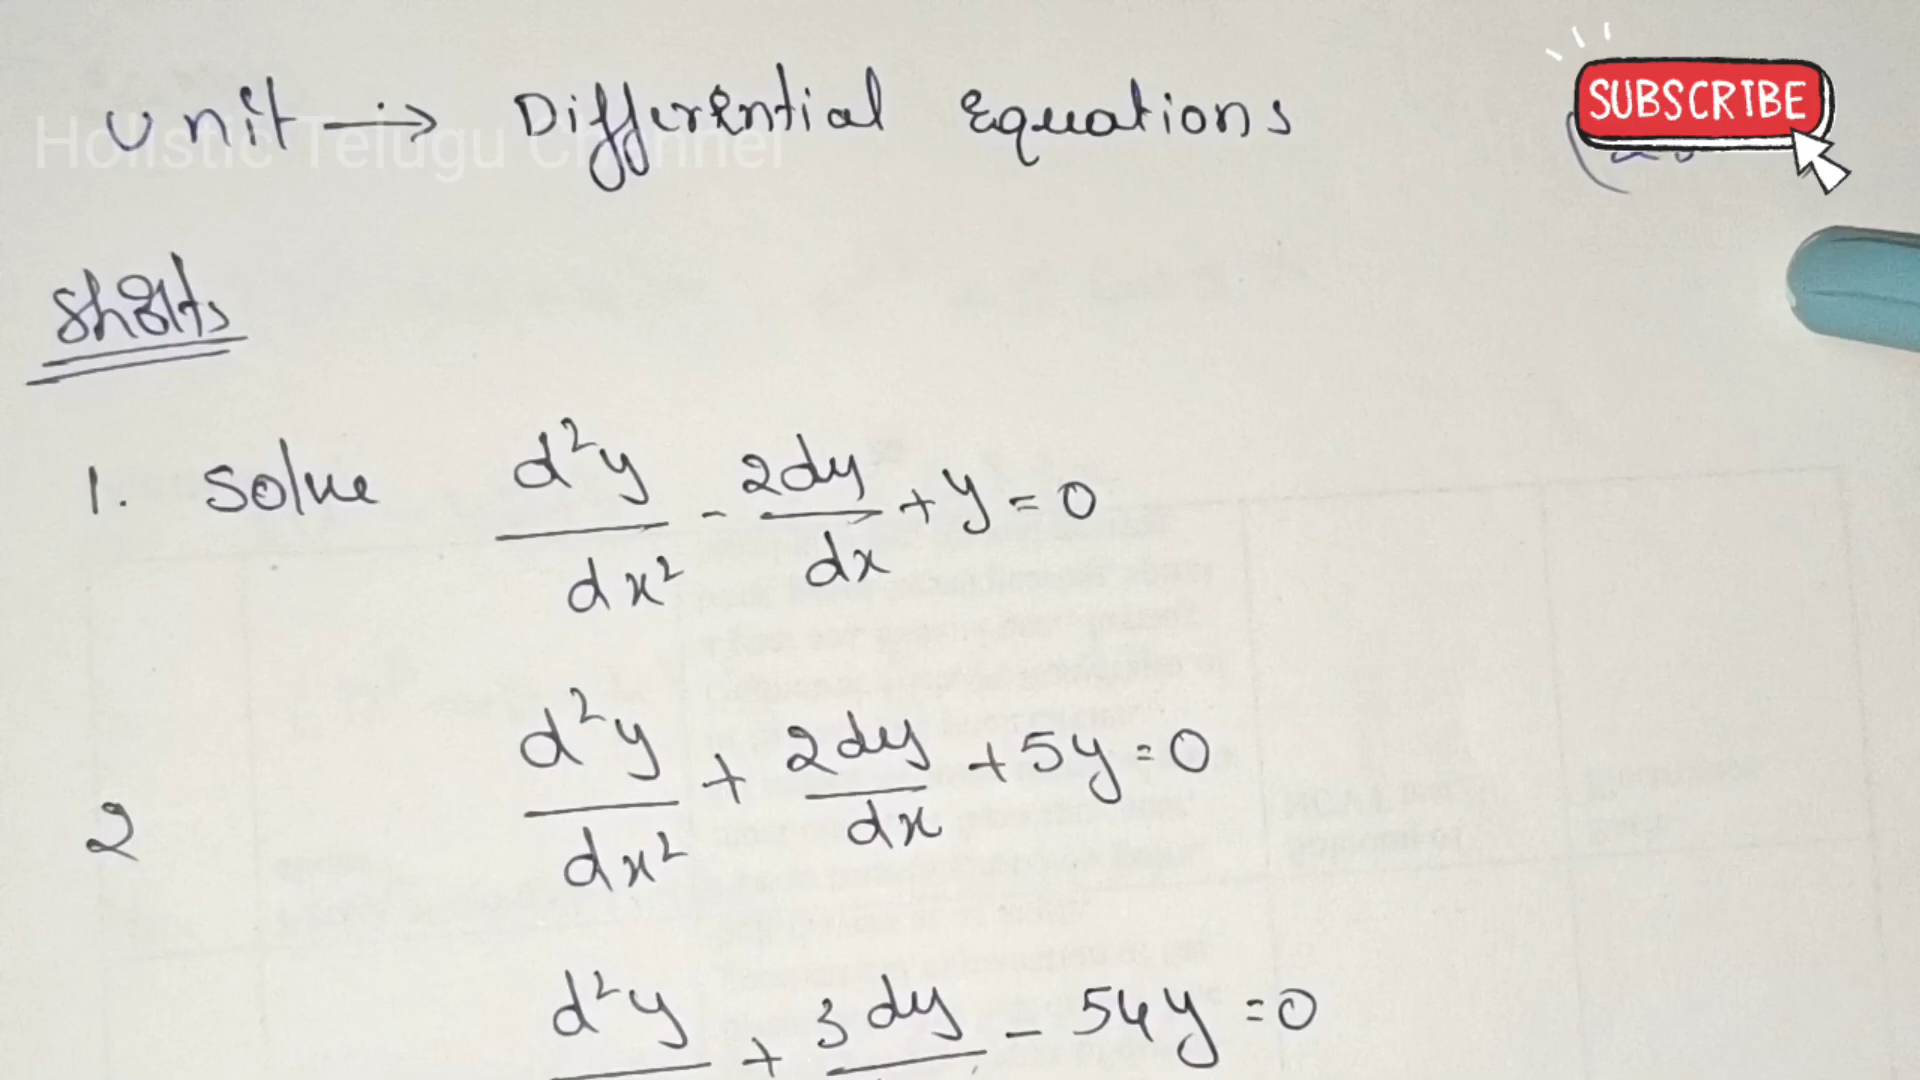 unit → Differential Equations
SUBSCRIBE
Holistic Telugu Channel
Shorts
1. Solve d²y/dx² - 2dy/dx + y = 0
2 d²y/dx² + 2dy/dx + 5y = 0
d²y + 3dy - 54y = 0